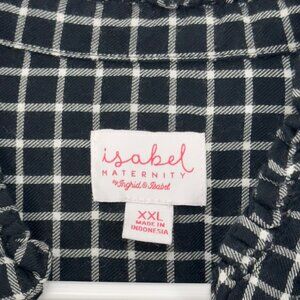 isabel
MATERNITY
by Ingrid & Isabel
XXL
MADE IN
INDONESIA